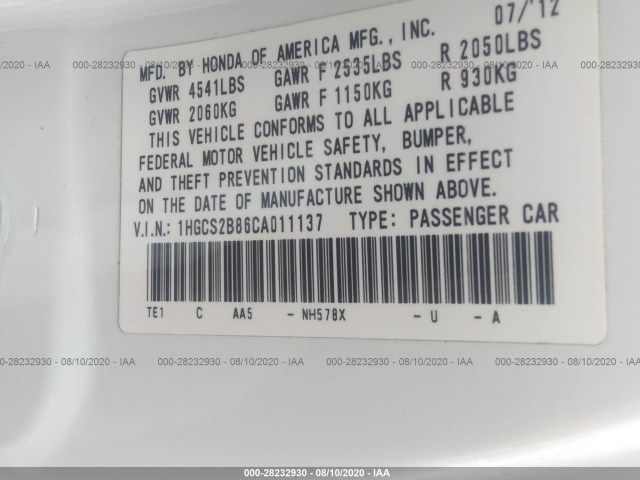 07/'12
MFD. BY HONDA OF AMERICA MFG., INC.
GVWR 4541LBS GAWR F 2535LBS R 2050LBS
GVWR 2060KG GAWR F 1150KG R 930KG
THIS VEHICLE CONFORMS TO ALL APPLICABLE
FEDERAL MOTOR VEHICLE SAFETY, BUMPER,
AND THEFT PREVENTION STANDARDS IN EFFECT
ON THE DATE OF MANUFACTURE SHOWN ABOVE.
V.I.N.: 1HGCS2B86CA011137 TYPE: PASSENGER CAR
TE1 C AA5 - NH578X - U - A
000-28232930 - 08/10/2020 - IAA